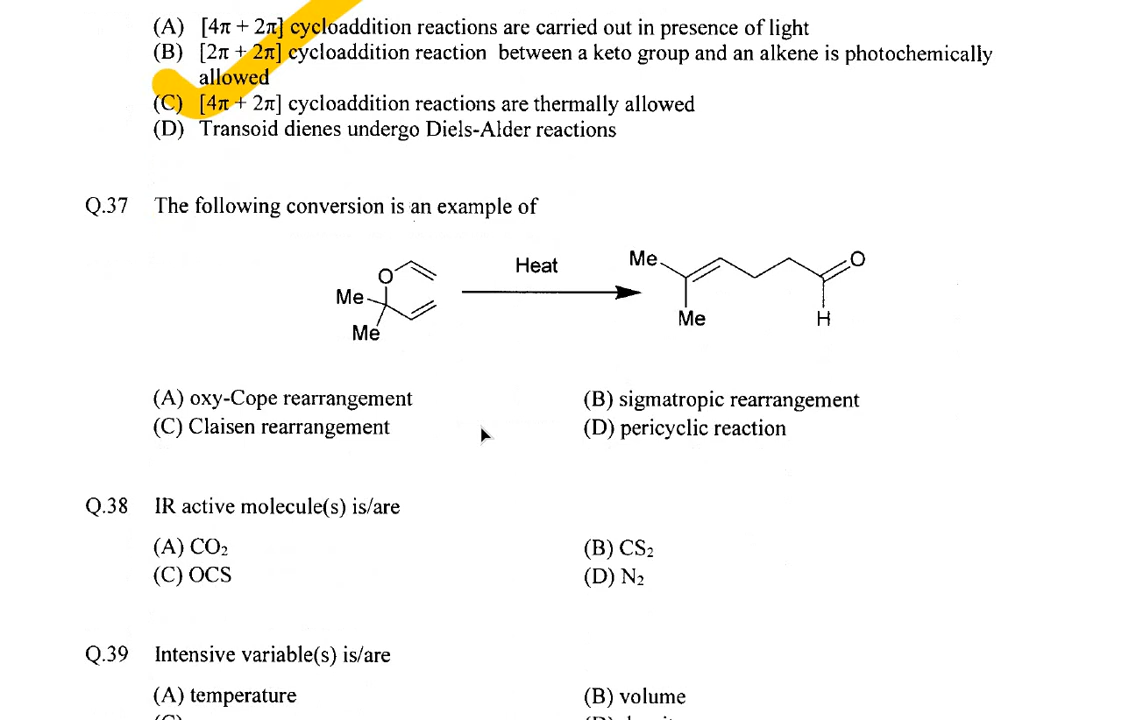 (A) [4π + 2π] cycloaddition reactions are carried out in presence of light
(B) [2π + 2π] cycloaddition reaction between a keto group and an alkene is photochemically
allowed
(C) [4π + 2π] cycloaddition reactions are thermally allowed
(D) Transoid dienes undergo Diels-Alder reactions
Q.37 The following conversion is an example of
O
Me
Me
Heat
Me
Me
O
H
(A) oxy-Cope rearrangement (B) sigmatropic rearrangement
(C) Claisen rearrangement (D) pericyclic reaction
Q.38 IR active molecule(s) is/are
(A) CO₂ (B) CS₂
(C) OCS (D) N₂
Q.39 Intensive variable(s) is/are
(A) temperature (B) volume